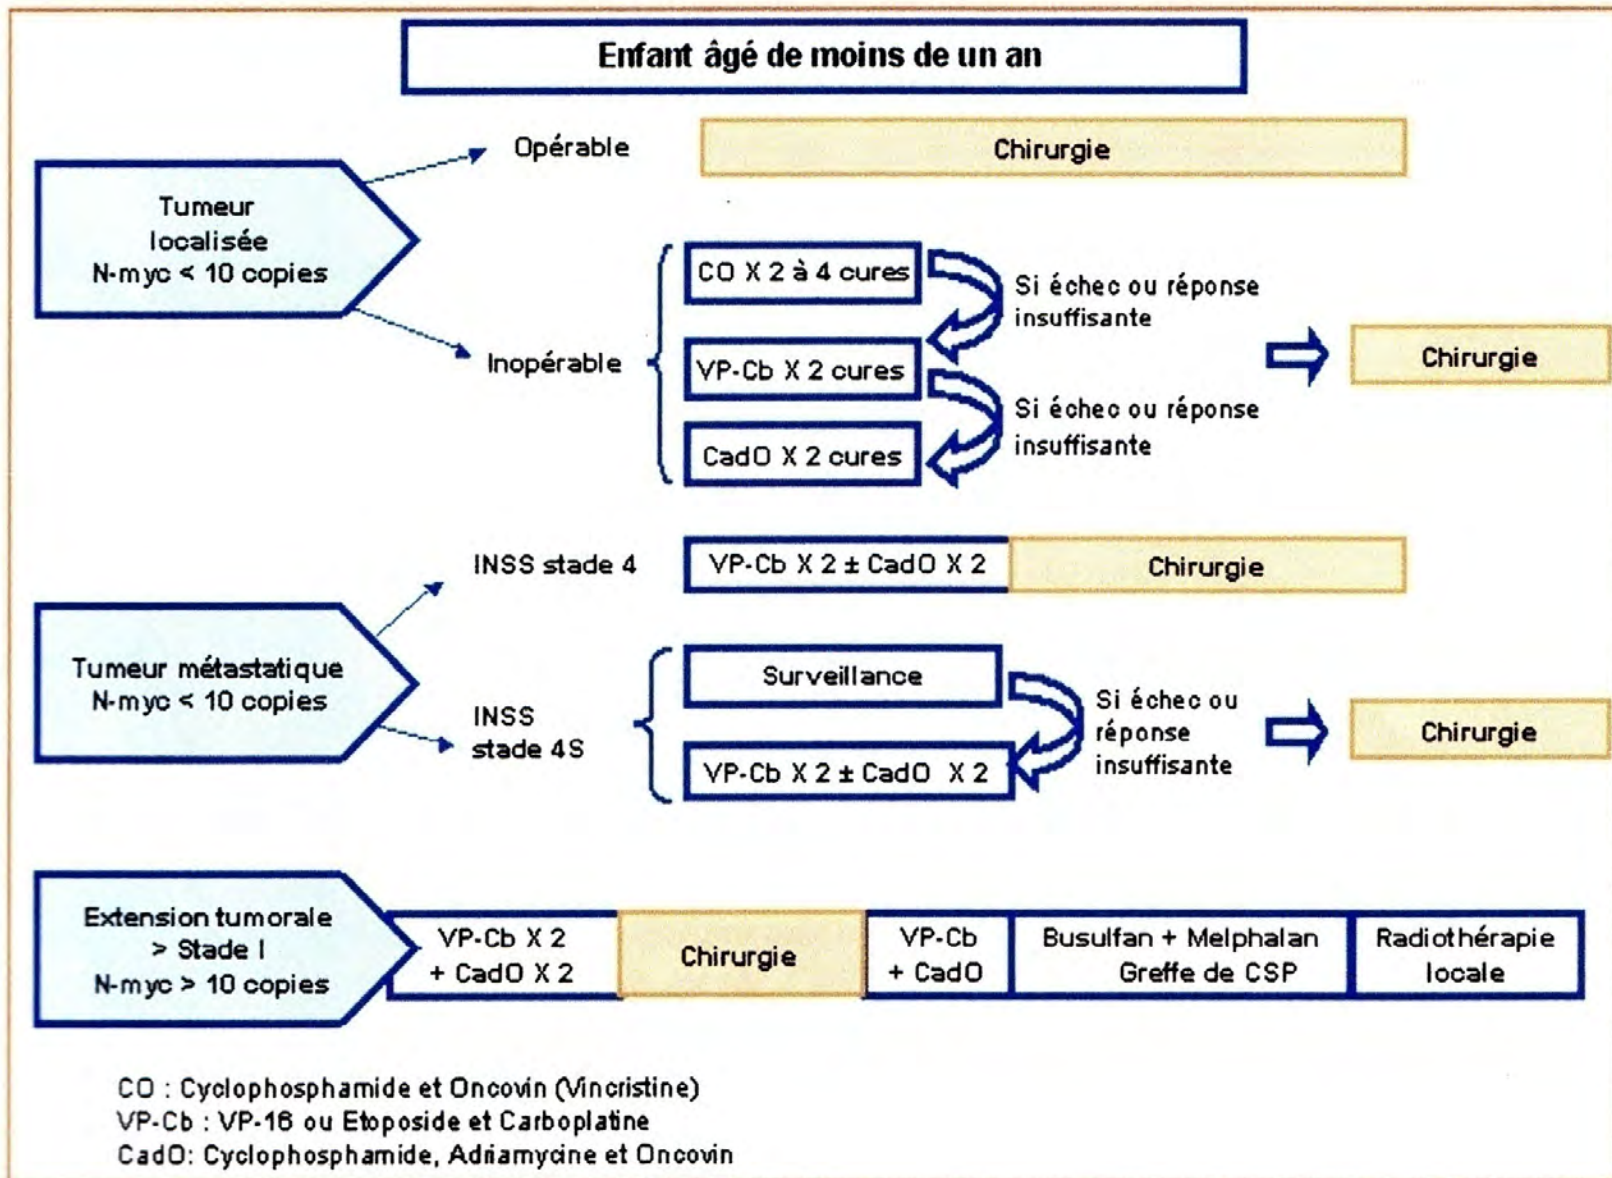 Enfant âgé de moins de un an
Tumeur
localisée
N-myc < 10 copies
Opérable
Chirurgie
Inopérable
CO X 2 à 4 cures
Si échec ou réponse
insuffisante
VP-Cb X 2 cures
Si échec ou réponse
insuffisante
CadO X 2 cures
Chirurgie
Tumeur métastatique
N-myc < 10 copies
INSS stade 4
VP-Cb X 2 ± CadO X 2
Chirurgie
INSS
stade 4S
Surveillance
Si échec ou
réponse
insuffisante
VP-Cb X 2 ± CadO X 2
Chirurgie
Extension tumorale
> Stade I
N-myc > 10 copies
VP-Cb X 2
+ CadO X 2
Chirurgie
VP-Cb
+ CadO
Busulfan + Melphalan
Greffe de CSP
Radiothérapie
locale
CO : Cyclophosphamide et Oncovin (Vincristine)
VP-Cb : VP-16 ou Etoposide et Carboplatine
CadO: Cyclophosphamide, Adriamycine et Oncovin